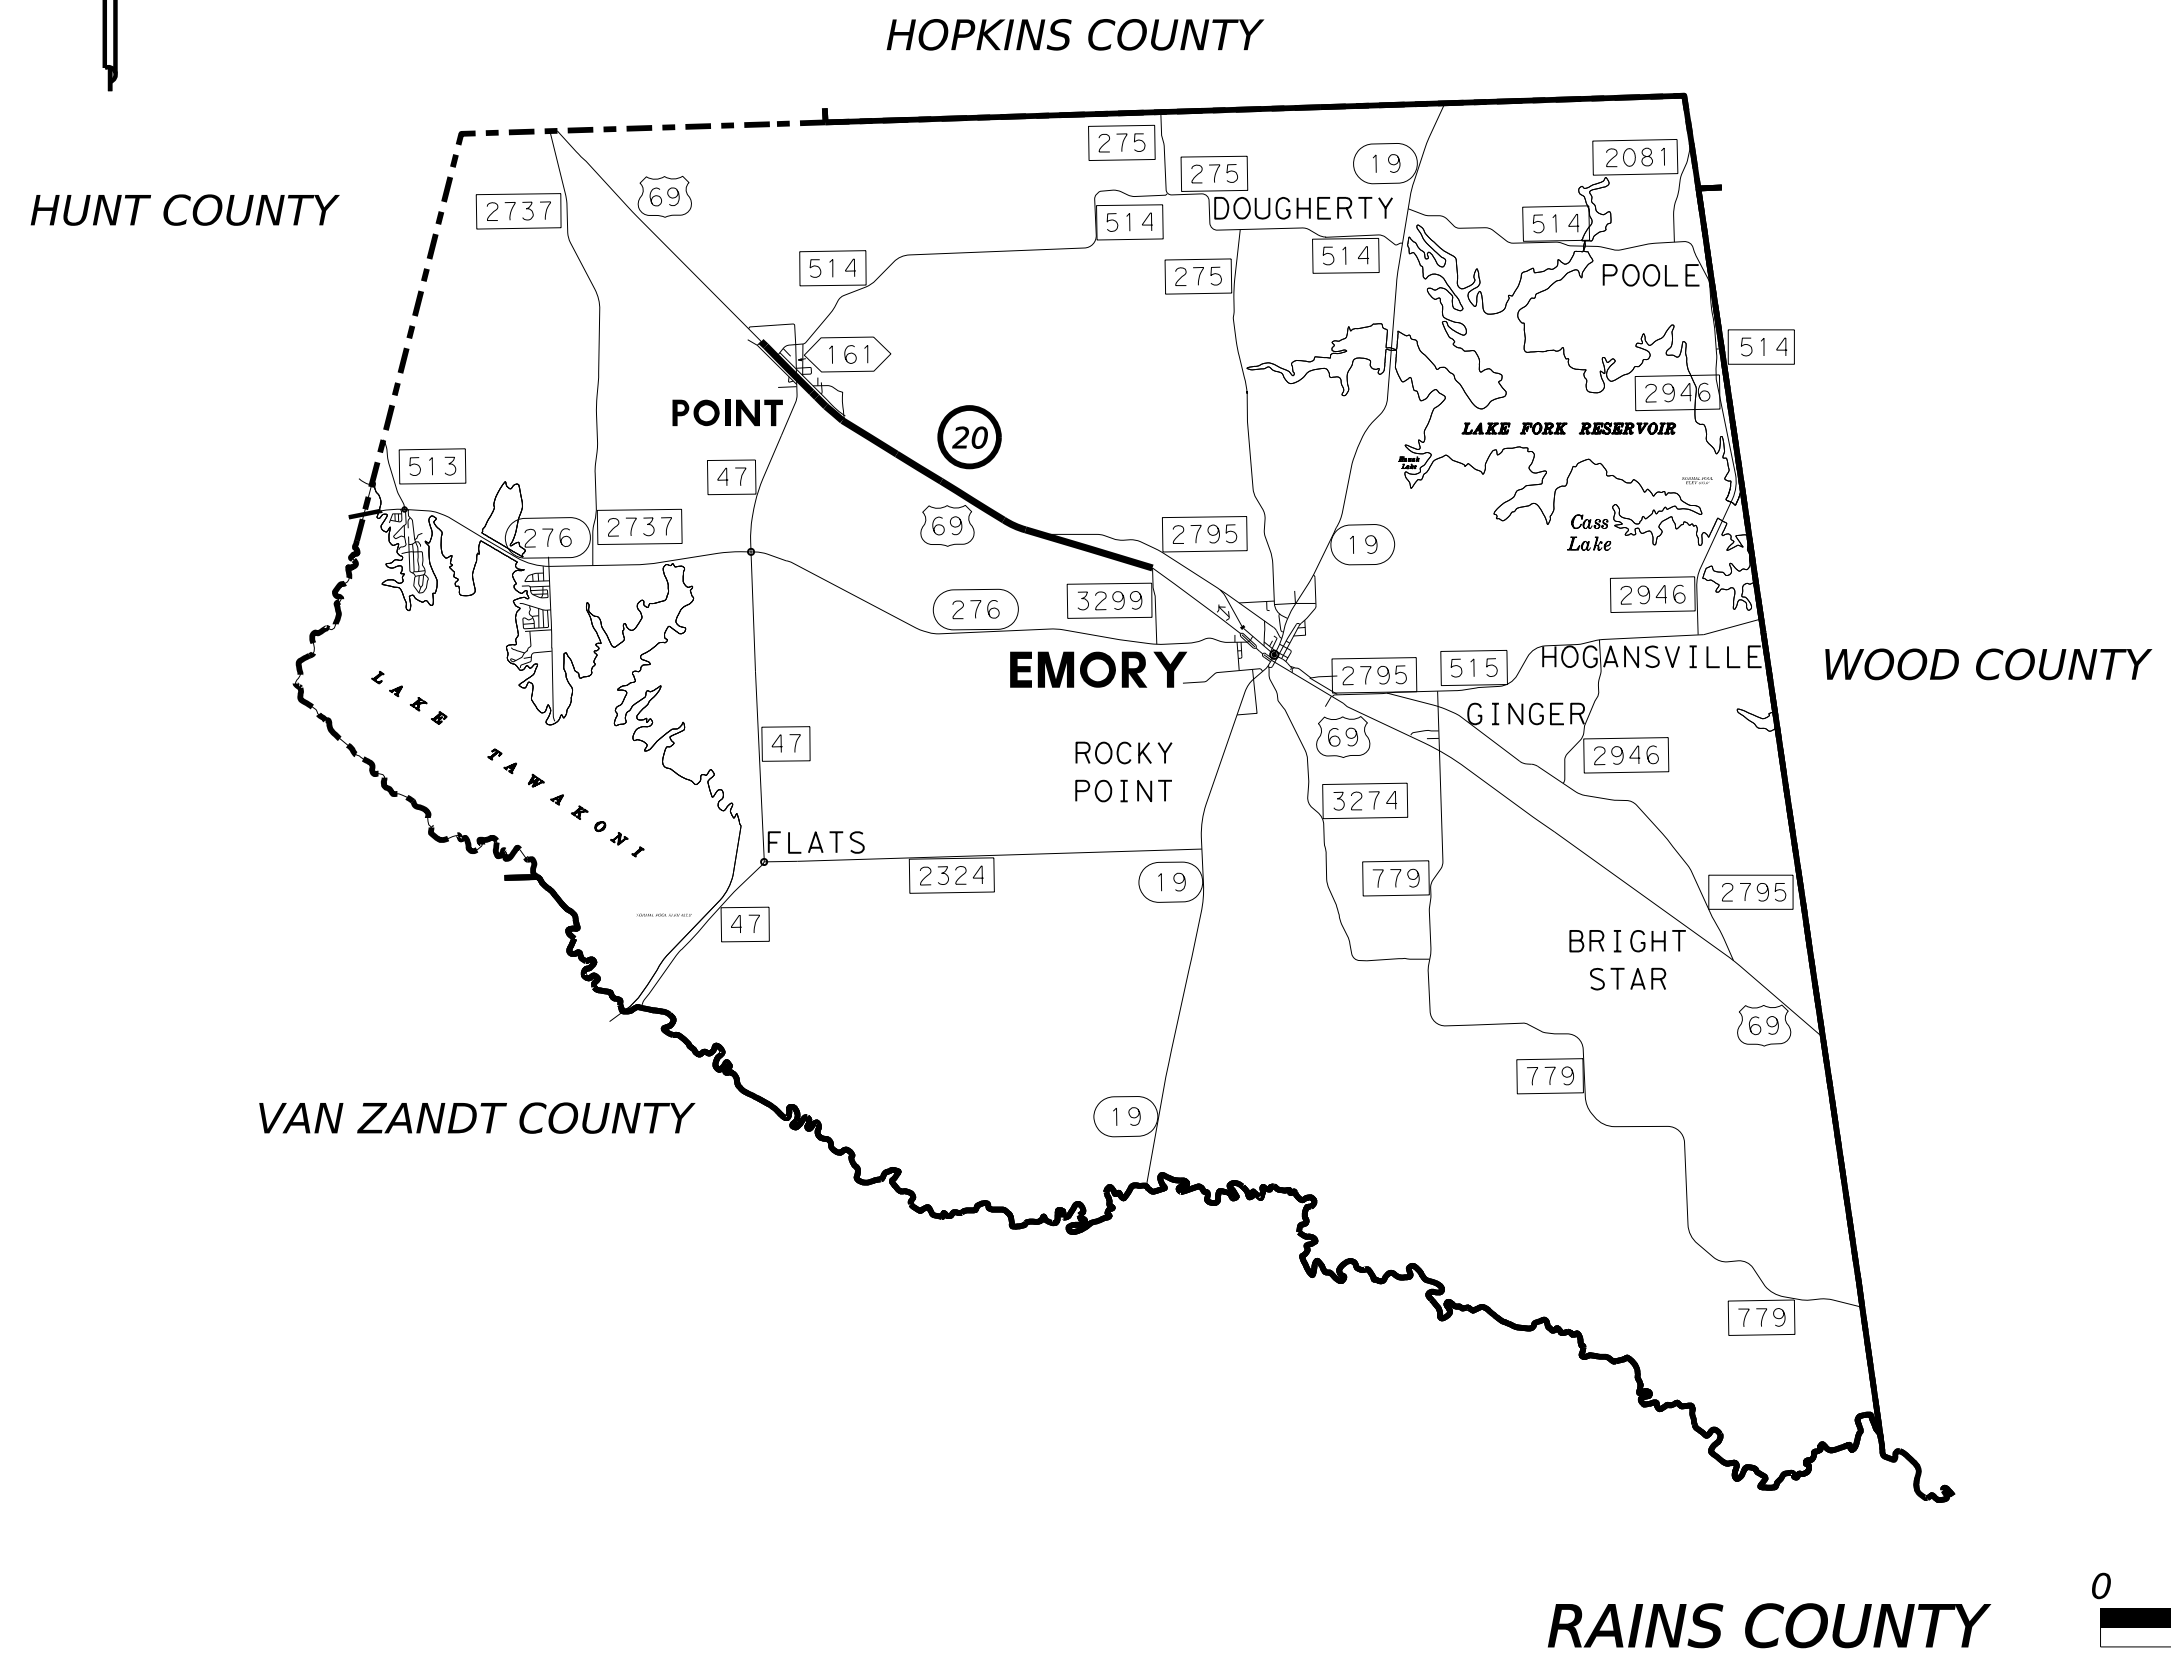 HOPKINS COUNTY
275
2081
19
275
69
HUNT COUNTY
2737
DOUGHERTY
514
514
514
514
275
POOLE
514
161
2946
POINT
20
LAKE FORK RESERVOIR
513
47
Cass
Lake
276
2737
69
2795
19
276
3299
2946
EMORY
2795
515
HOGANSVILLE
WOOD COUNTY
LAKE TAWAKONI
GINGER
69
47
ROCKY
POINT
2946
3274
FLATS
2324
19
779
2795
47
BRIGHT
STAR
69
779
VAN ZANDT COUNTY
19
779
0
RAINS COUNTY